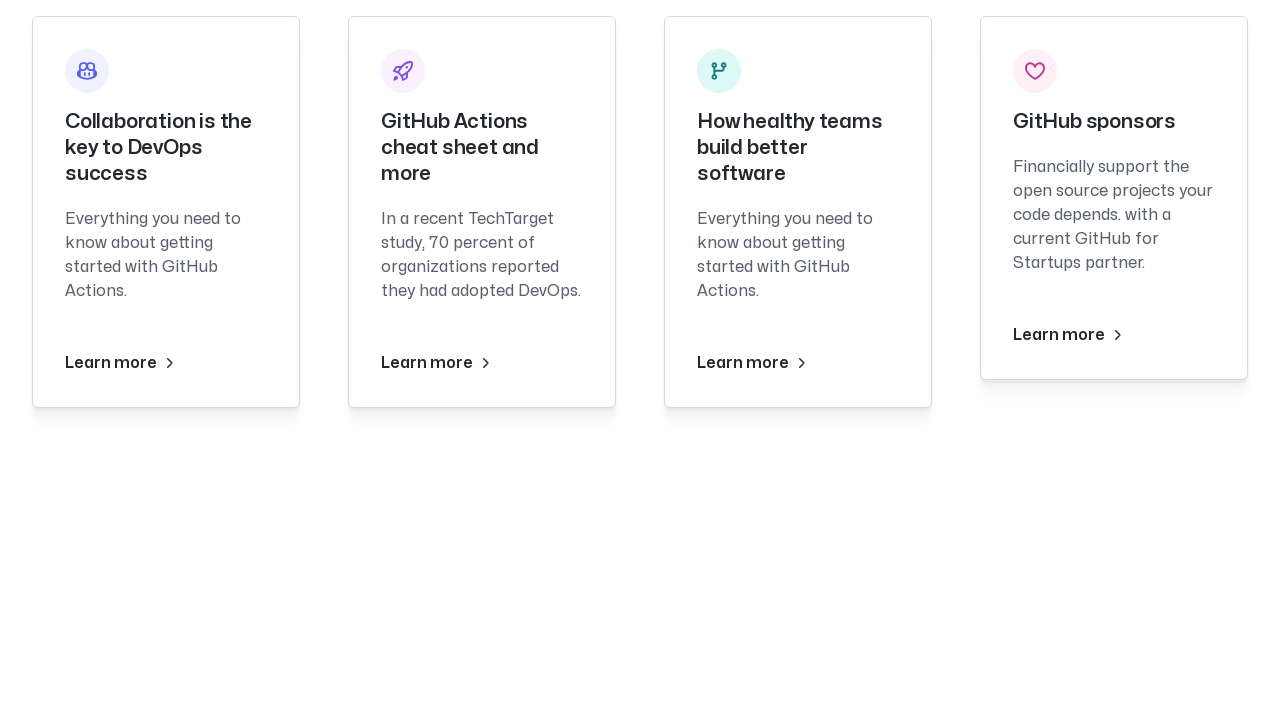 Collaboration is the
key to DevOps
success
Everything you need to
know about getting
started with GitHub
Actions.
Learn more
GitHub Actions
cheat sheet and
more
In a recent TechTarget
study, 70 percent of
organizations reported
they had adopted DevOps.
Learn more
How healthy teams
build better
software
Everything you need to
know about getting
started with GitHub
Actions.
Learn more
GitHub sponsors
Financially support the
open source projects your
code depends. with a
current GitHub for
Startups partner.
Learn more